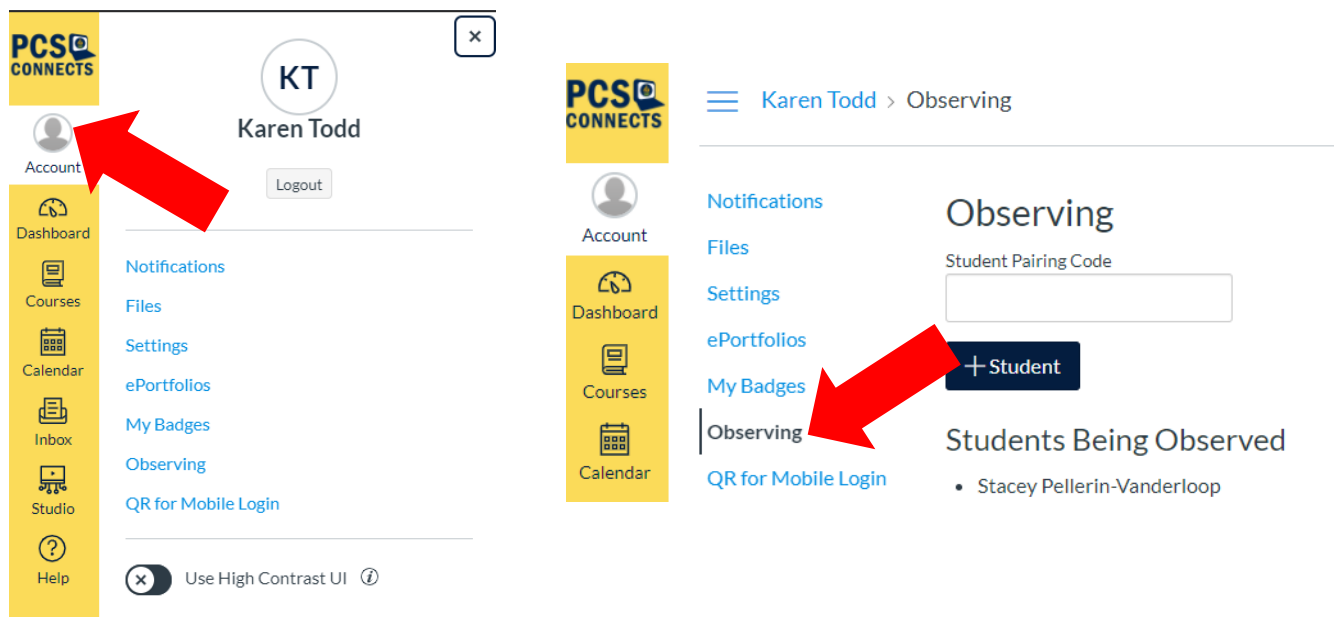 PCS
CONNECTS
Account
Dashboard
Courses
Calendar
Inbox
Studio
Help
KT
Karen Todd
Logout
Notifications
Files
Settings
ePortfolios
My Badges
Observing
QR for Mobile Login
Use High Contrast UI
PCS
CONNECTS
Account
Dashboard
Courses
Calendar
Karen Todd > Observing
Notifications
Files
Settings
ePortfolios
My Badges
Observing
QR for Mobile Login
Observing
Student Pairing Code
+Student
Students Being Observed
• Stacey Pellerin-Vanderloop